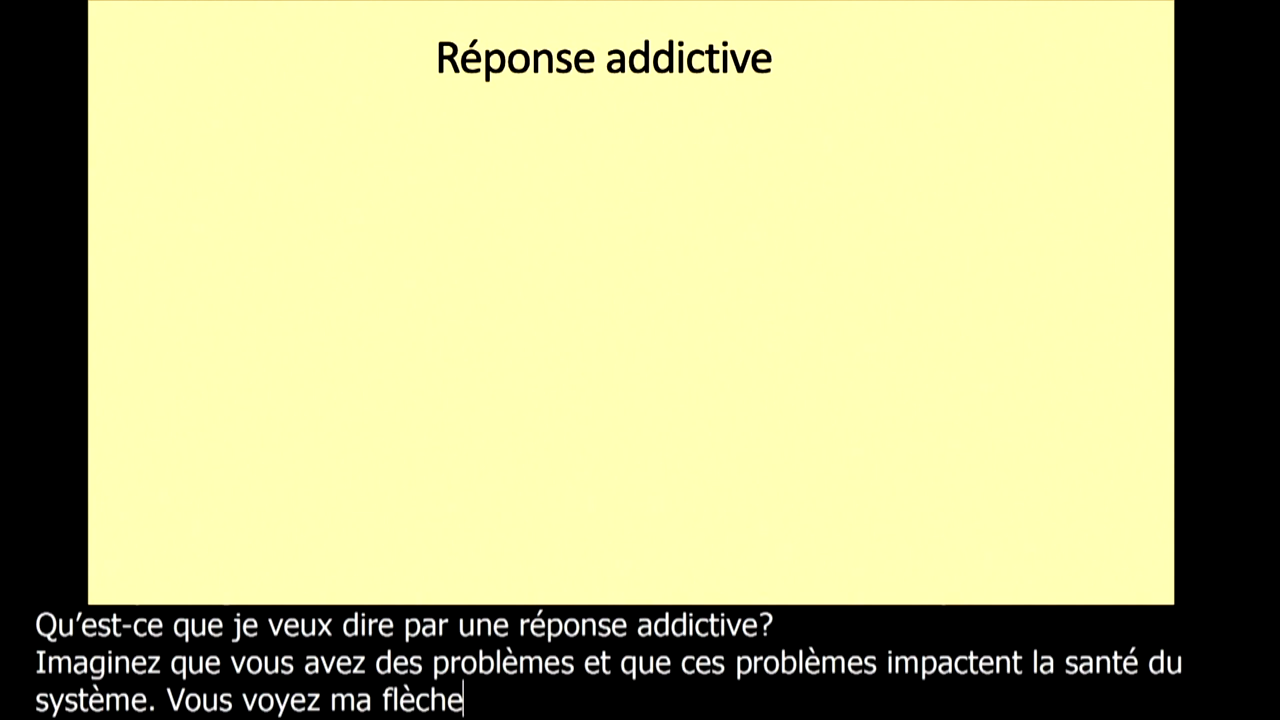 Réponse addictive
Qu’est-ce que je veux dire par une réponse addictive?
Imaginez que vous avez des problèmes et que ces problèmes impactent la santé du
système. Vous voyez ma flèche